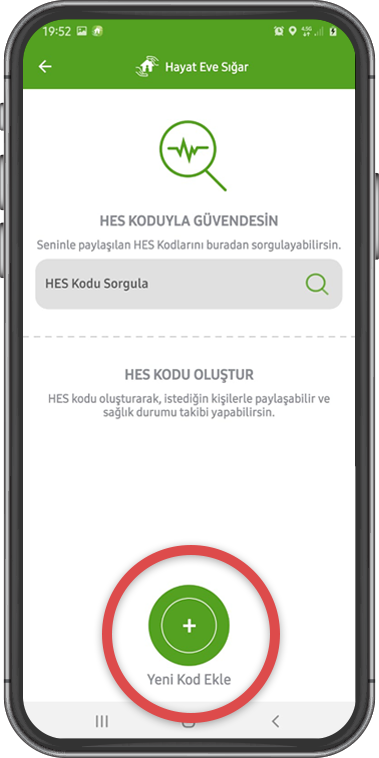 19:52
Hayat Eve Sığar
HES KODUYLA GÜVENDESİN
Seninle paylaşılan HES Kodlarını buradan sorgulayabilirsin.
HES Kodu Sorgula
HES KODU OLUŞTUR
HES kodu oluşturarak, istediğin kişilerle paylaşabilir ve
sağlık durumu takibi yapabilirsin.
+
Yeni Kod Ekle